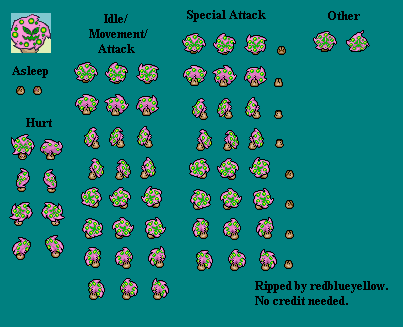 Idle/
Movement/
Attack
Special Attack
Other
Asleep
Hurt
Ripped by redblueyellow.
No credit needed.